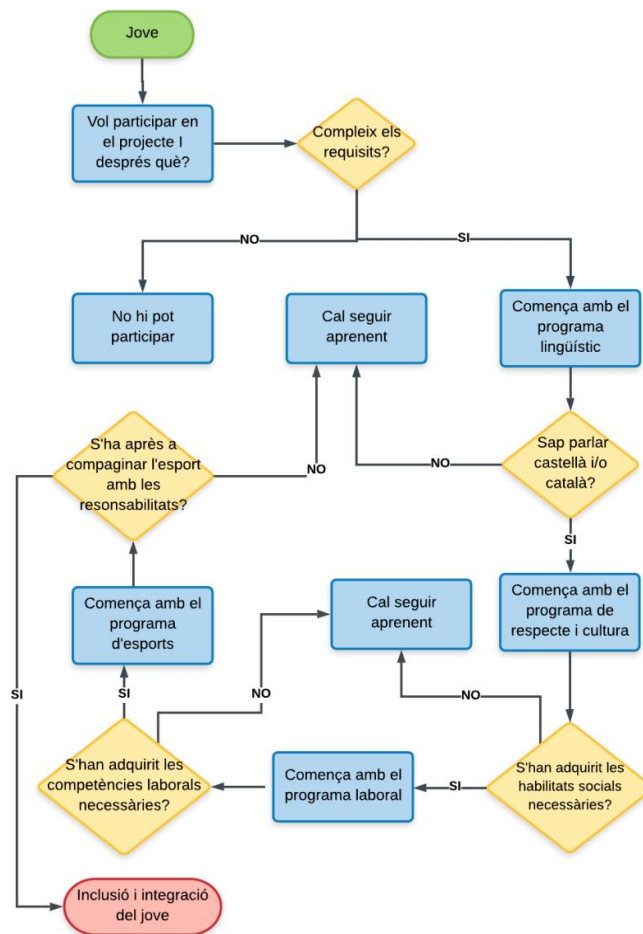 Jove
Vol participar en
el projecte I
després què?
Compleix els
requisits?
NO
SI
No hi pot
participar
Cal seguir
aprenent
Comença amb el
programa
lingüístic
S'ha après a
compaginar l'esport
amb les
resonsabilitats?
NO
NO
Sap parlar
castellà i/o
català?
SI
Comença amb el
programa
d'esports
Cal seguir
aprenent
Comença amb el
programa de
respecte i cultura
SI
SI
NO
NO
S'han adquirit les
competències laborals
necessàries?
Comença amb el
programa laboral
SI
S'han adquirit les
habilitats socials
necessàries?
Inclusió i integració
del jove